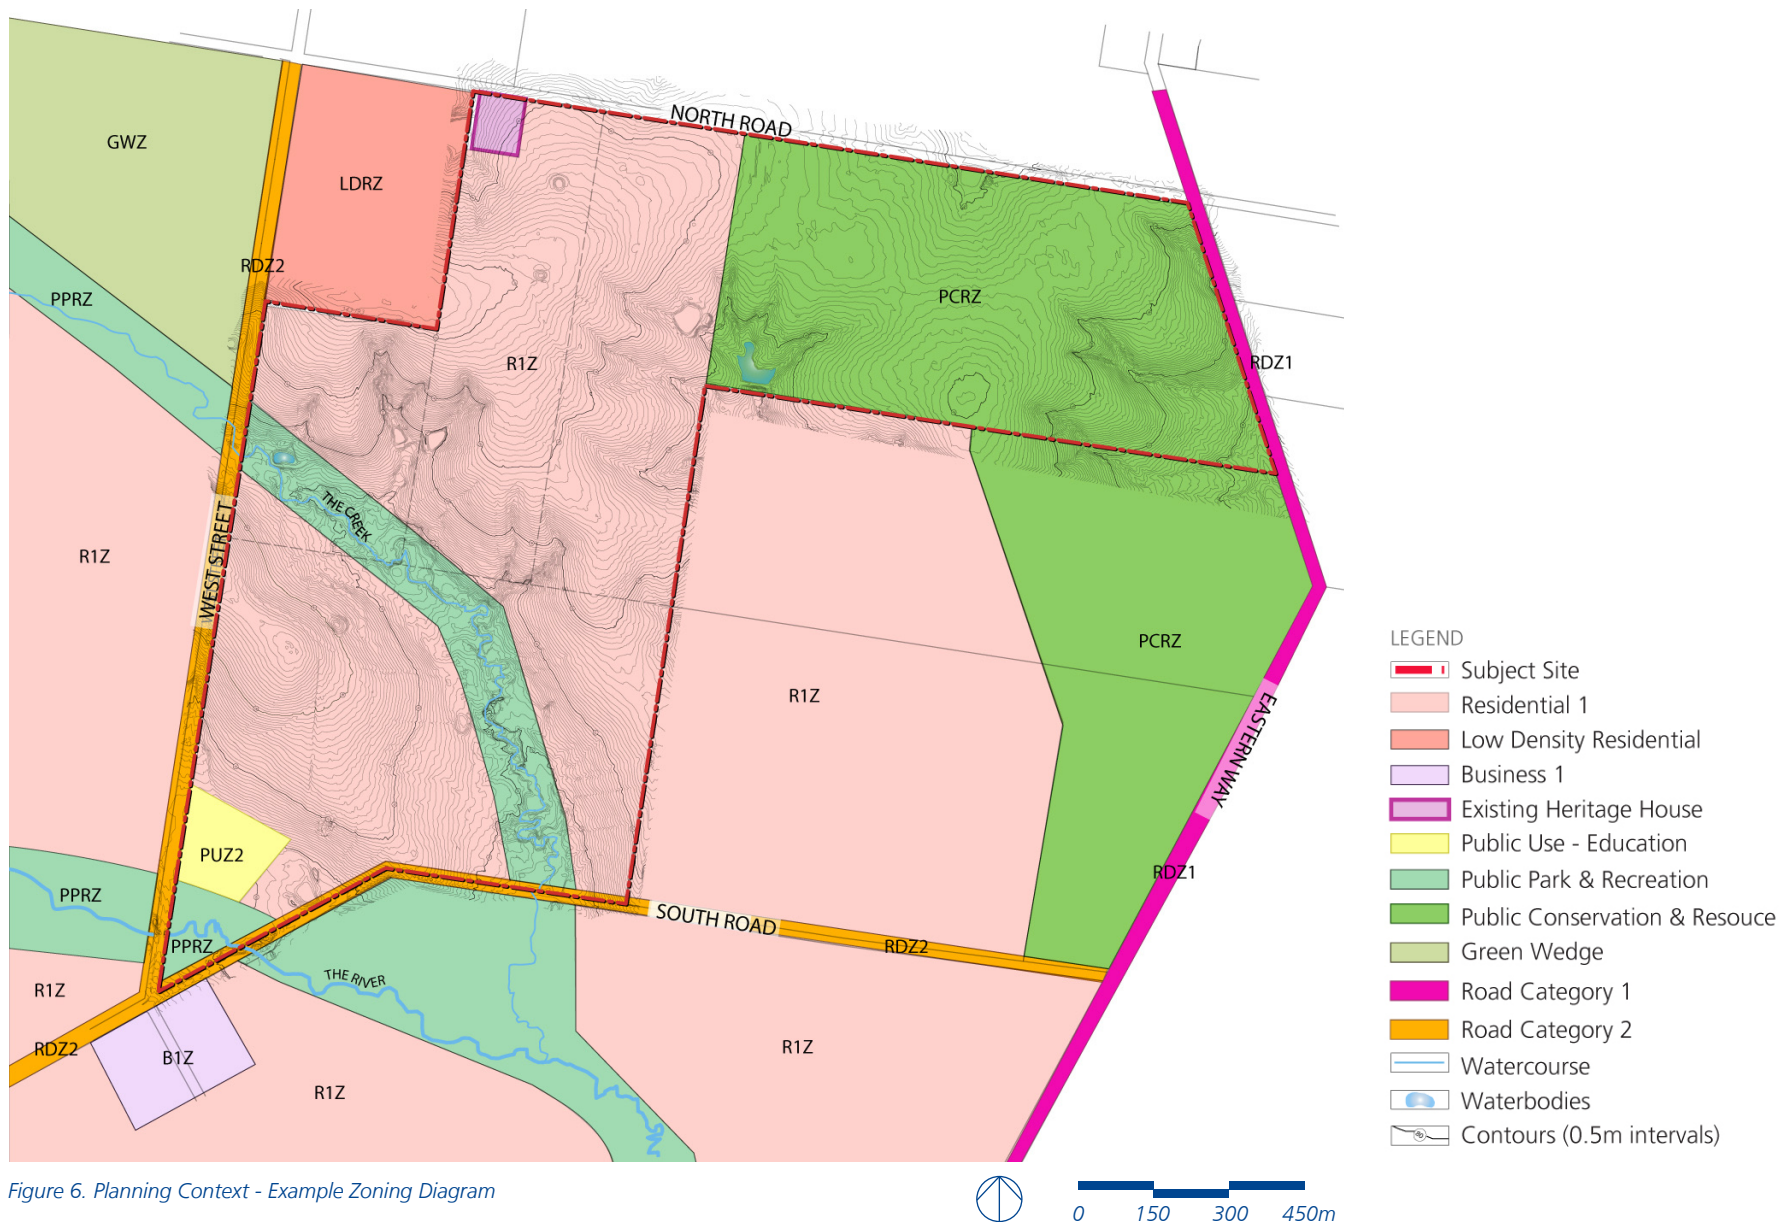 NORTH ROAD
GWZ
LDRZ
RDZ2
PPRZ
PCRZ
R1Z
RDZ1
THE CREEK
WEST STREET
R1Z
PCRZ
R1Z
EASTERN WAY
PUZ2
RDZ1
PPRZ
SOUTH ROAD
PPRZ
RDZ2
THE RIVER
R1Z
RDZ2
B1Z
R1Z
R1Z
LEGEND
Subject Site
Residential 1
Low Density Residential
Business 1
Existing Heritage House
Public Use - Education
Public Park & Recreation
Public Conservation & Resouce
Green Wedge
Road Category 1
Road Category 2
Watercourse
Waterbodies
80
Contours (0.5m intervals)
Figure 6. Planning Context - Example Zoning Diagram
0 150 300 450m